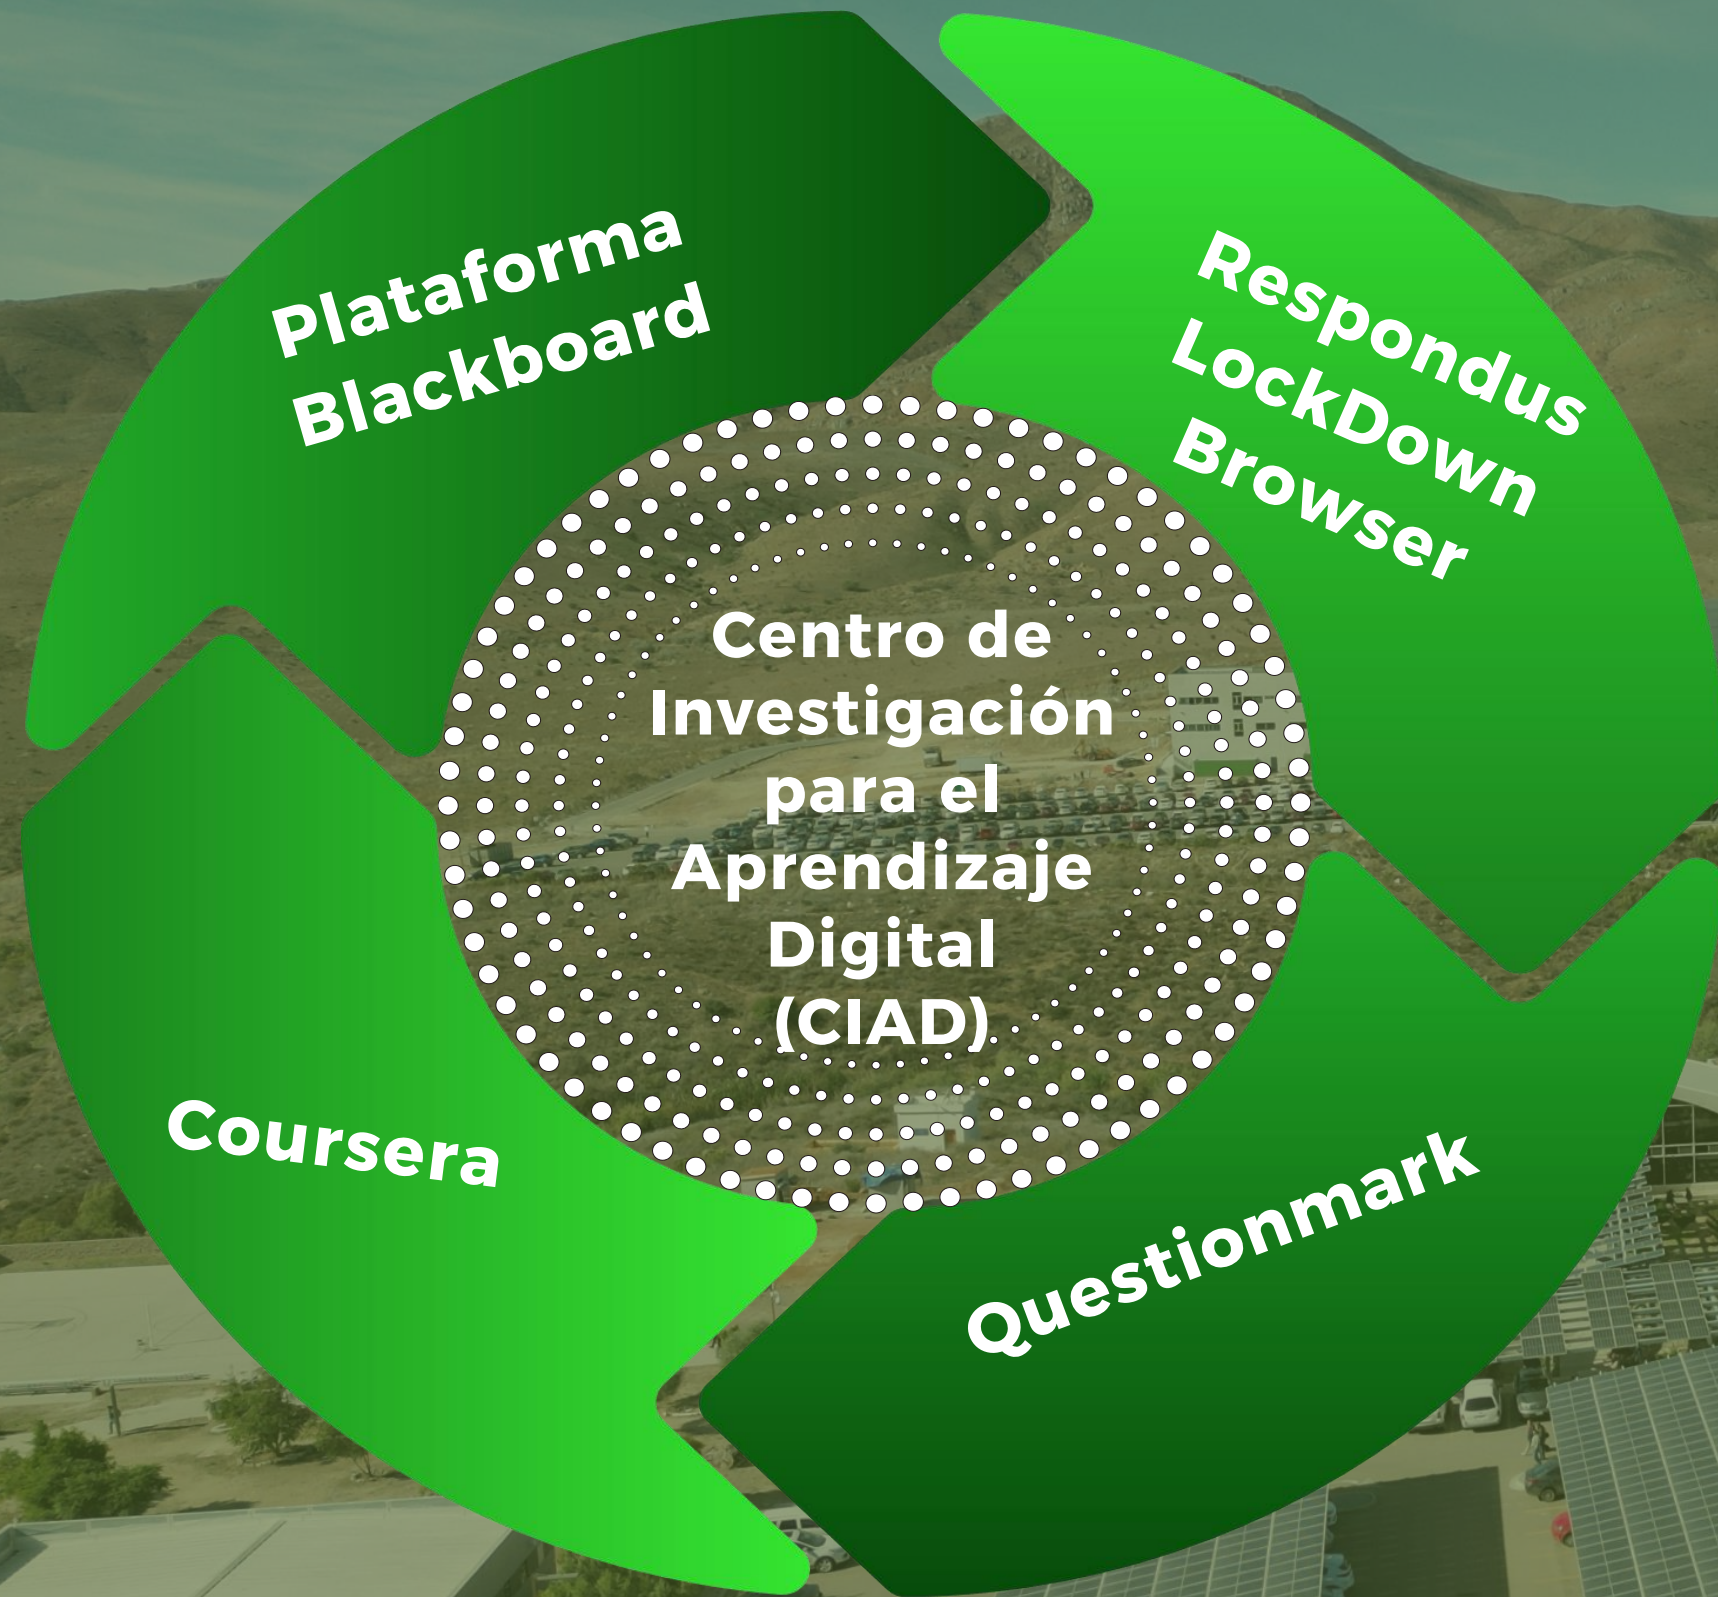 Plataforma
Blackboard
Respondus
LockDown
Browser
Centro de
Investigación
para el
Aprendizaje
Digital
(CIAD)
Coursera
Questionmark